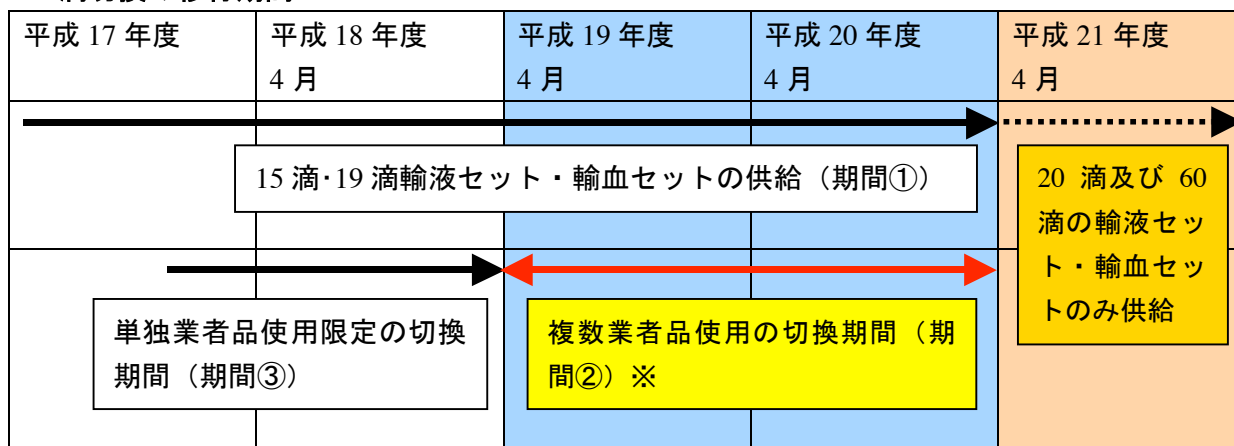 平成 17 年度
平成 18 年度
4 月
平成 19 年度
4 月
平成 20 年度
4 月
平成 21 年度
4 月
15 滴･19 滴輸液セット・輸血セットの供給（期間①）
20 滴及び 60
滴の輸液セッ
ト・輸血セッ
トのみ供給
単独業者品使用限定の切換
期間（期間③）
複数業者品使用の切換期間（期
間②）※